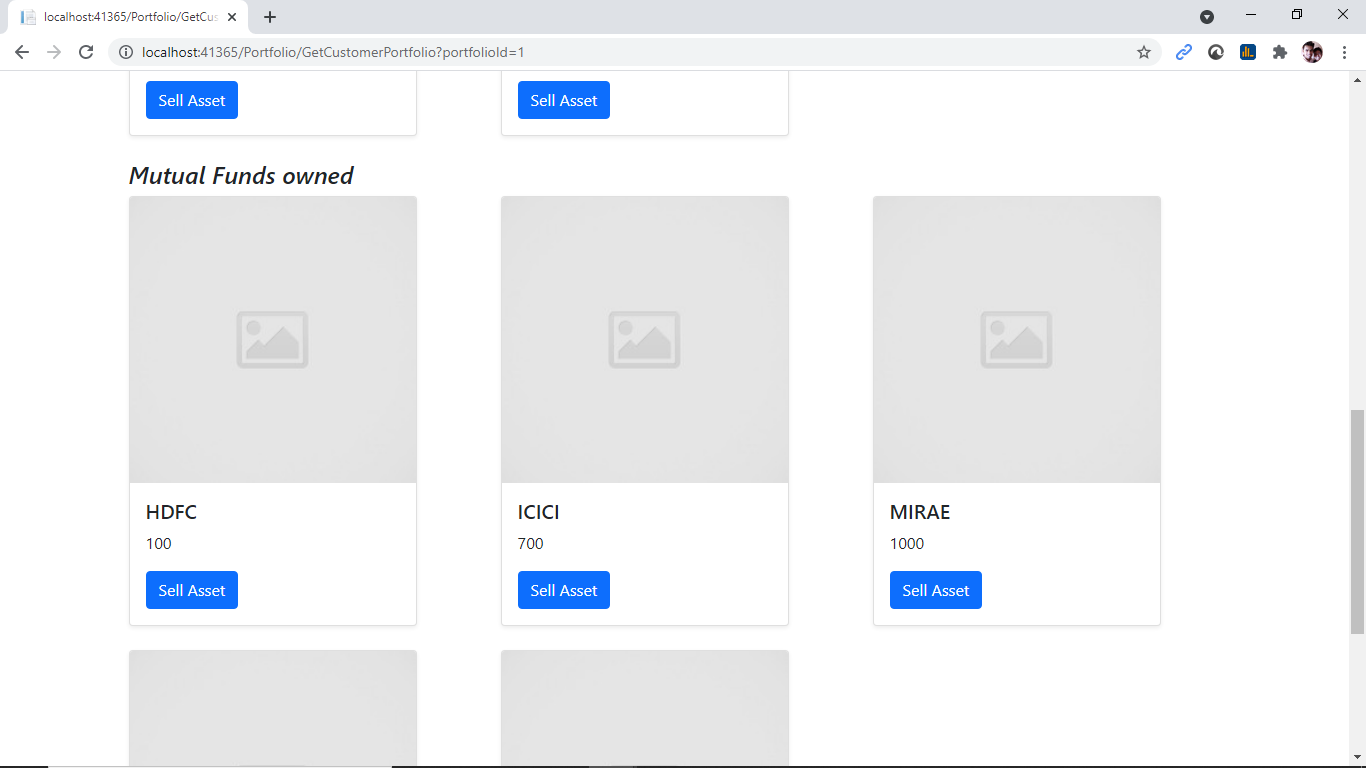 localhost:41365/Portfolio/GetCus
localhost:41365/Portfolio/GetCustomerPortfolio?portfolioId=1
Sell Asset Sell Asset
Mutual Funds owned
HDFC ICICI MIRAE
100 700 1000
Sell Asset Sell Asset Sell Asset